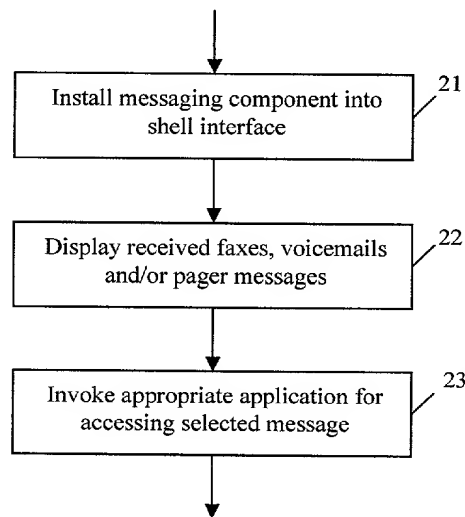 21
Install messaging component into
shell interface
22
Display received faxes, voicemails
and/or pager messages
23
Invoke appropriate application for
accessing selected message